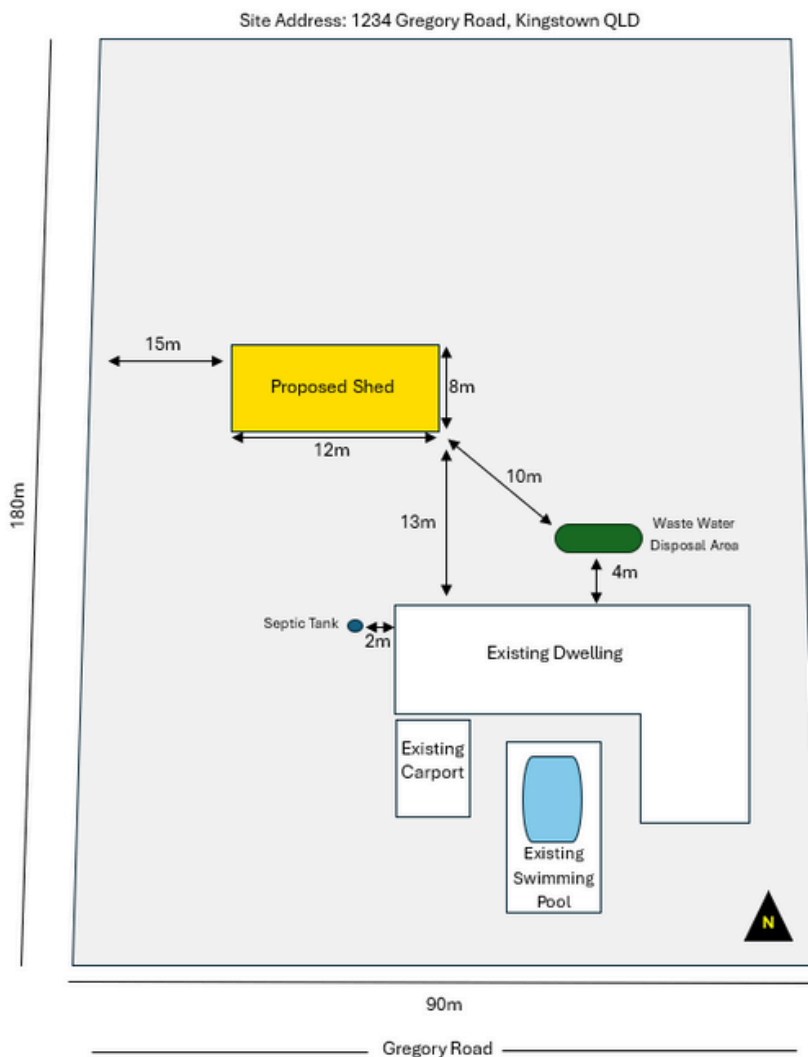 Site Address: 1234 Gregory Road, Kingstown QLD
15m
Proposed Shed
8m
12m
10m
180m
13m
Waste Water
Disposal Area
4m
Septic Tank
2m
Existing Dwelling
Existing
Carport
Existing
Swimming
Pool
N
90m
Gregory Road